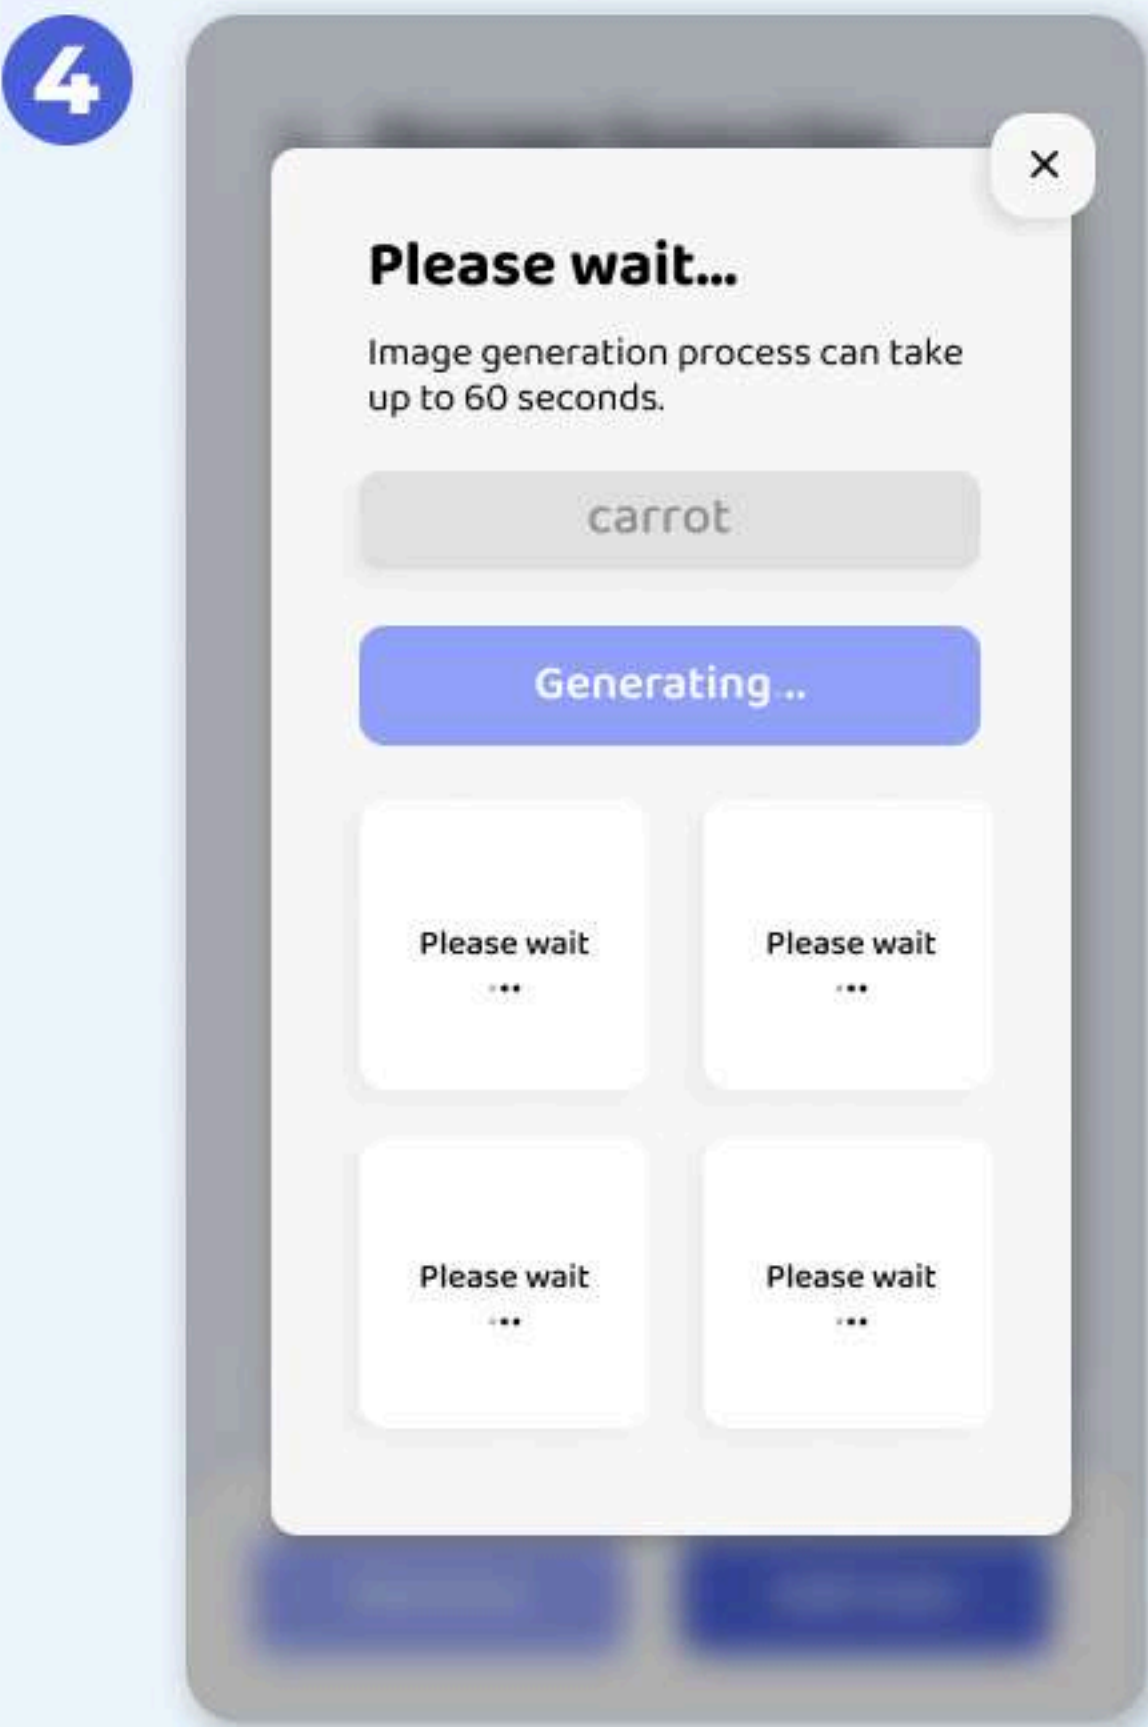 4
Please wait...
Image generation process can take
up to 60 seconds.
carrot
Generating...
Please wait
...
Please wait
...
Please wait
...
Please wait
...